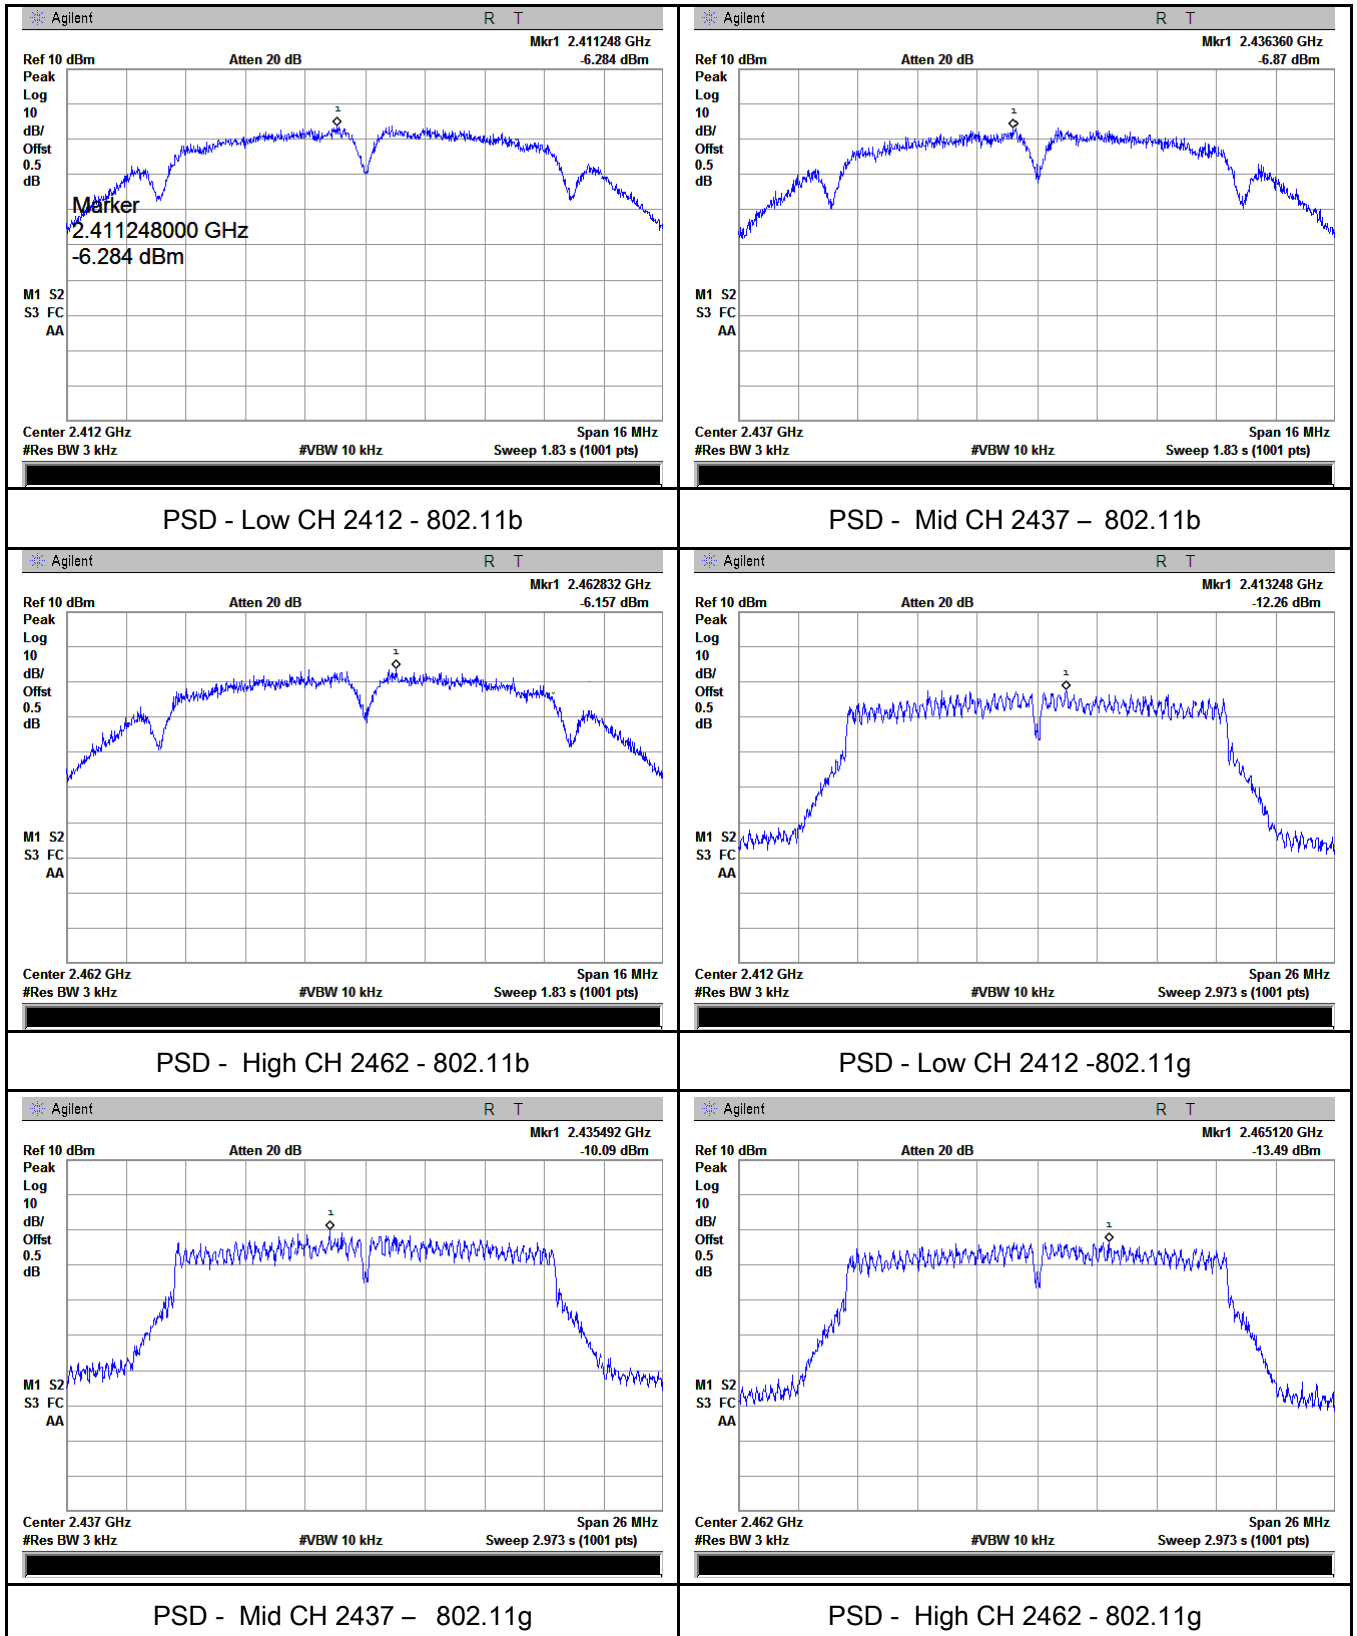 Agilent R T
Mkr1 2.411248 GHz
Ref 10 dBm Atten 20 dB -6.284 dBm
Peak
Log
10
dB/
Offst
0.5
dB
1
Marker
2.411248000 GHz
-6.284 dBm
M1 S2
S3 FC
AA
Center 2.412 GHz Span 16 MHz
#Res BW 3 kHz #VBW 10 kHz Sweep 1.83 s (1001 pts)
PSD - Low CH 2412 - 802.11b
Agilent R T
Mkr1 2.436360 GHz
Ref 10 dBm Atten 20 dB -6.87 dBm
Peak
Log
10
dB/
Offst
0.5
dB
1
M1 S2
S3 FC
AA
Center 2.437 GHz Span 16 MHz
#Res BW 3 kHz #VBW 10 kHz Sweep 1.83 s (1001 pts)
PSD - Mid CH 2437 – 802.11b
Agilent R T
Mkr1 2.462832 GHz
Ref 10 dBm Atten 20 dB -6.157 dBm
Peak
Log
10
dB/
Offst
0.5
dB
1
M1 S2
S3 FC
AA
Center 2.462 GHz Span 16 MHz
#Res BW 3 kHz #VBW 10 kHz Sweep 1.83 s (1001 pts)
PSD - High CH 2462 - 802.11b
Agilent R T
Mkr1 2.413248 GHz
Ref 10 dBm Atten 20 dB -12.26 dBm
Peak
Log
10
dB/
Offst
0.5
dB
1
M1 S2
S3 FC
AA
Center 2.412 GHz Span 26 MHz
#Res BW 3 kHz #VBW 10 kHz Sweep 2.973 s (1001 pts)
PSD - Low CH 2412 -802.11g
Agilent R T
Mkr1 2.435492 GHz
Ref 10 dBm Atten 20 dB -10.09 dBm
Peak
Log
10
dB/
Offst
0.5
dB
1
M1 S2
S3 FC
AA
Center 2.437 GHz Span 26 MHz
#Res BW 3 kHz #VBW 10 kHz Sweep 2.973 s (1001 pts)
PSD - Mid CH 2437 – 802.11g
Agilent R T
Mkr1 2.465120 GHz
Ref 10 dBm Atten 20 dB -13.49 dBm
Peak
Log
10
dB/
Offst
0.5
dB
1
M1 S2
S3 FC
AA
Center 2.462 GHz Span 26 MHz
#Res BW 3 kHz #VBW 10 kHz Sweep 2.973 s (1001 pts)
PSD - High CH 2462 - 802.11g